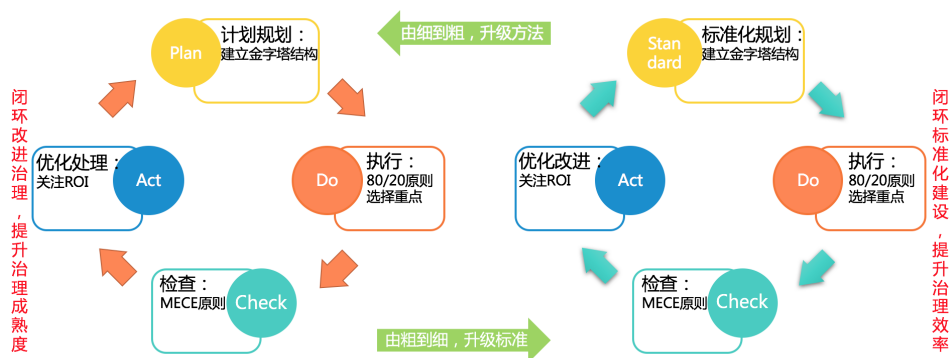 由细到粗，升级方法
Plan
计划规划：
建立金字塔结构
Do
执行：
80/20原则
选择重点
Check
检查：
MECE原则
Act
优化处理：
关注ROI
闭环改进治理，提升治理成熟度
Stan
dard
标准化规划：
建立金字塔结构
Do
执行：
80/20原则
选择重点
Check
检查：
MECE原则
Act
优化改进：
关注ROI
闭环标准化建设，提升治理效率
由粗到细，升级标准